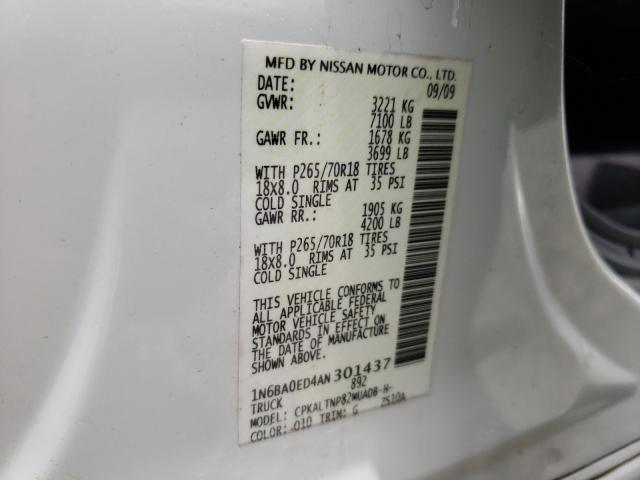 MFD BY NISSAN MOTOR CO., LTD.
DATE: 09/09
GVWR: 3221 KG
7100 LB
GAWR FR.: 1678 KG
3699 LB
WITH P265/70R18 TIRES
18X8.0 RIMS AT 35 PSI
COLD SINGLE
GAWR RR.: 1905 KG
4200 LB
WITH P265/70R18 TIRES
18X8.0 RIMS AT 35 PSI
COLD SINGLE
THIS VEHICLE CONFORMS TO
ALL APPLICABLE FEDERAL
MOTOR VEHICLE SAFETY
STANDARDS IN EFFECT ON
THE DATE OF MANUFACTURE
SHOWN ABOVE.
1N6BA0ED4AN301437
TRUCK 892
MODEL: CPKALTNP82MUA08-H-
COLOR: 010 TRIM: G 2S10A